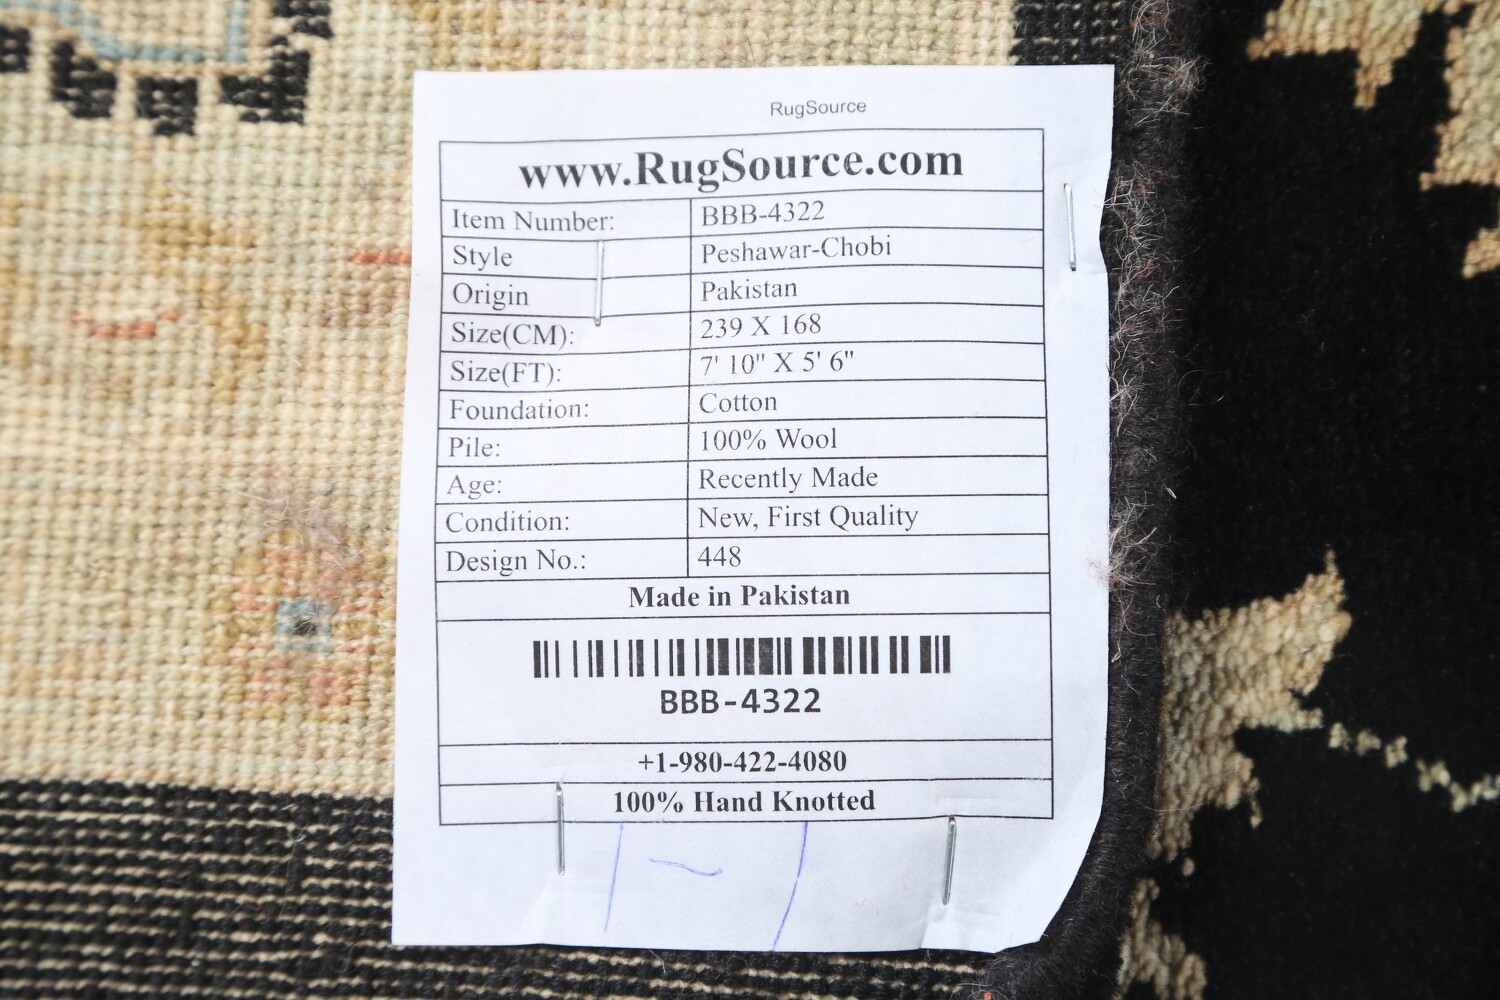 RugSource
www.RugSource.com
Item Number: BBB-4322
Style Peshawar-Chobi
Origin Pakistan
Size(CM): 239 X 168
Size(FT): 7' 10" X 5' 6"
Foundation: Cotton
Pile: 100% Wool
Age: Recently Made
Condition: New, First Quality
Design No.: 448
Made in Pakistan
BBB-4322
+1-980-422-4080
100% Hand Knotted
1-1